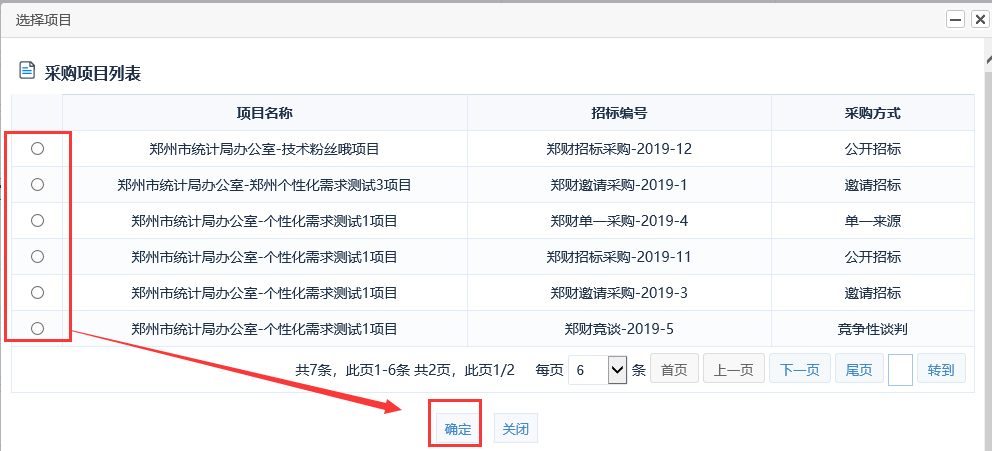 选择项目
采购项目列表
项目名称 招标编号 采购方式
郑州市统计局办公室-技术粉丝哦项目 郑财招标采购-2019-12 公开招标
郑州市统计局办公室-郑州个性化需求测试3项目 郑财邀请采购-2019-1 邀请招标
郑州市统计局办公室-个性化需求测试1项目 郑财单一采购-2019-4 单一来源
郑州市统计局办公室-个性化需求测试1项目 郑财招标采购-2019-11 公开招标
郑州市统计局办公室-个性化需求测试1项目 郑财邀请采购-2019-3 邀请招标
郑州市统计局办公室-个性化需求测试1项目 郑财竞谈-2019-5 竞争性谈判
共7条，此页1-6条 共2页，此页1/2 每页 6 条 首页 上一页 下一页 尾页 转到
确定 关闭